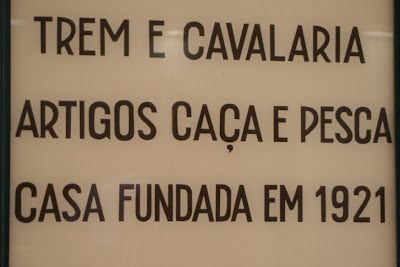 TREM E CAVALARIA
ARTIGOS CAÇA E PESCA
CASA FUNDADA EM 1921